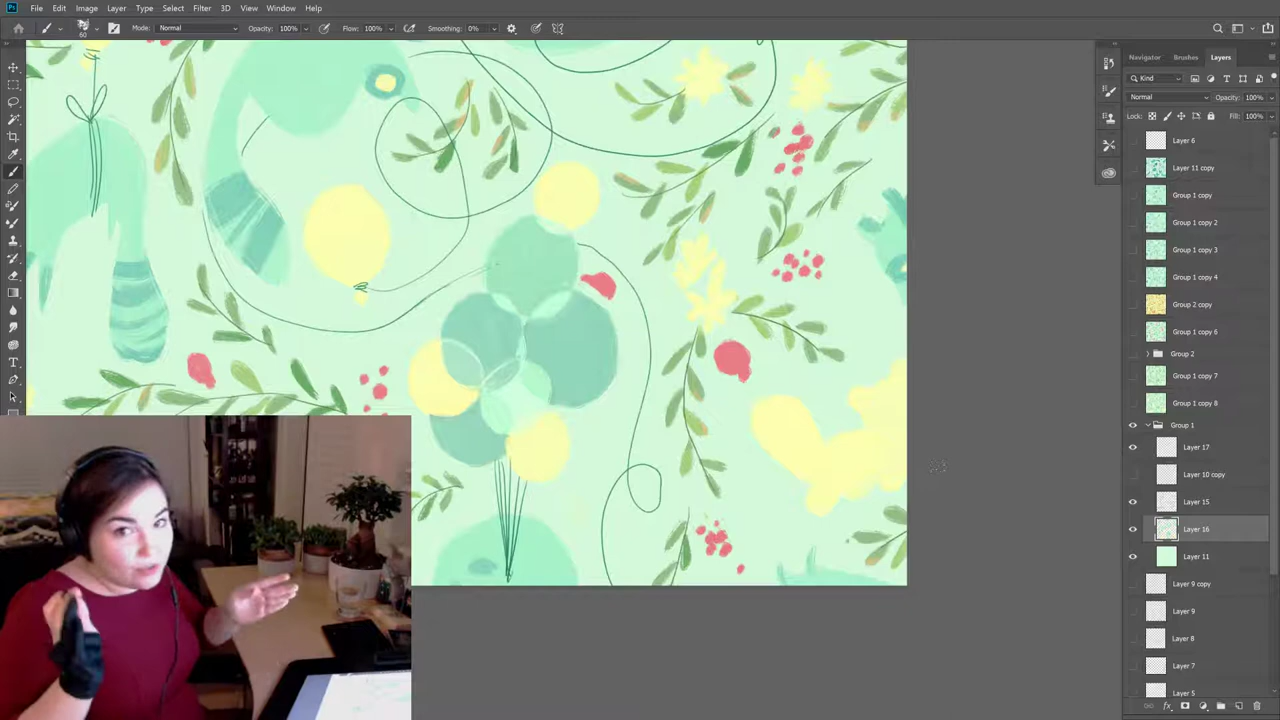 Ps File Edit Image Layer Type Select Filter 3D View Window Help
60 Mode: Normal Opacity: 100% Flow: 100% Smoothing: 0%
Navigator Brushes Layers
Kind
Normal Opacity: 100%
Lock: Fill: 100%
Layer 6
Layer 11 copy
Group 1 copy
Group 1 copy 2
Group 1 copy 3
Group 1 copy 4
Group 2 copy
Group 1 copy 6
Group 2
Group 1 copy 7
Group 1 copy 8
Group 1
Layer 17
Layer 10 copy
Layer 15
Layer 16
Layer 11
Layer 9 copy
Layer 9
Layer 8
Layer 7
Layer 5
fx